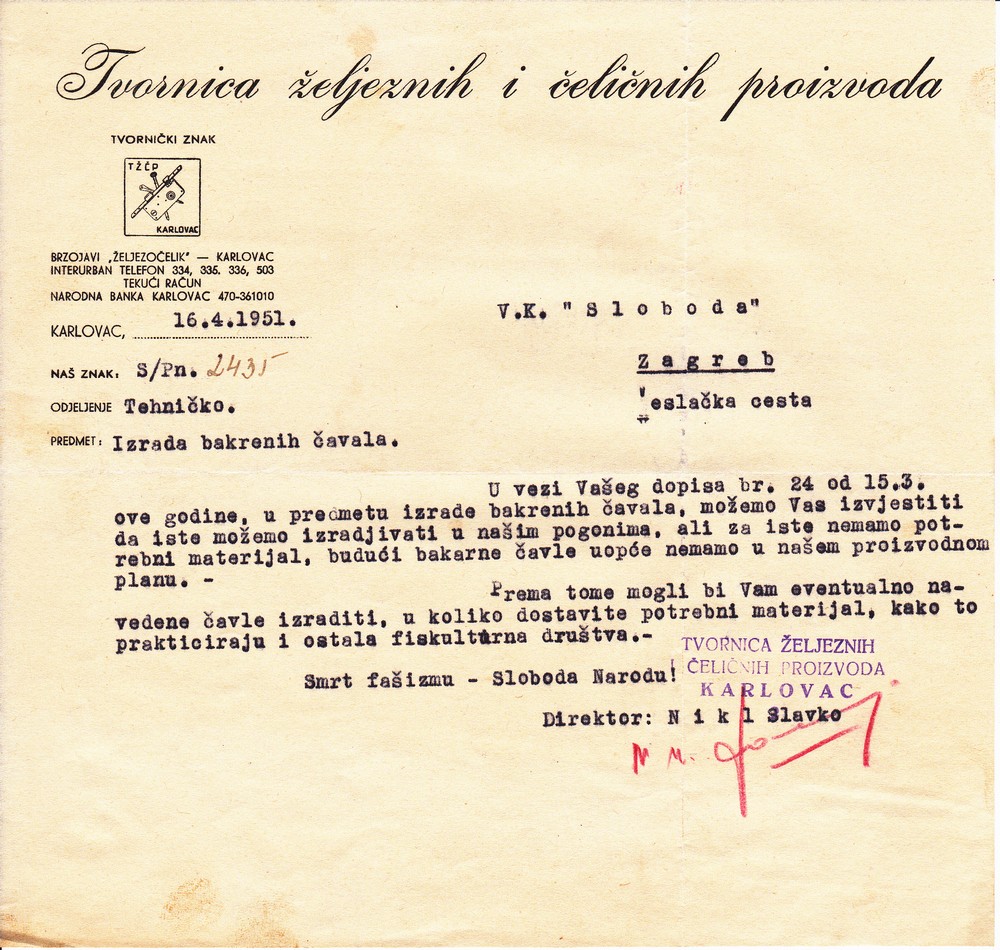 Tvornica željeznih i čeličnih proizvoda
TVORNIČKI ZNAK
TŽČP
KARLOVAC
BRZOJAVI „ŽELJEZOČELIK" — KARLOVAC
INTERURBAN TELEFON 334, 335. 336, 503
TEKUĆI RAČUN
NARODNA BANKA KARLOVAC 470-361010
KARLOVAC, 16.4.1951.
NAŠ ZNAK: S/Pn. 2435
ODJELJENJE Tehničko.
PREDMET: Izrada bakrenih čavala.
V.K. "Sloboda"
Zagreb
Veslačka cesta
U vezi Vašeg dopisa br. 24 od 15.3.
ove godine, u predmetu izrade bakrenih čavala, možemo Vas izvjestiti
da iste možemo izradjivati u našim pogonima, ali za iste nemamo pot-
rebni materijal, budući bakarne čavle uopće nemamo u našem proizvodnom
planu. -
Prema tome mogli bi Vam eventualno na-
vedene čavle izraditi, u koliko dostavite potrebni materijal, kako to
prakticiraju i ostala fiskulturna društva.-
Smrt fašizmu - Sloboda Narodu!
TVORNICA ŽELJEZNIH
I ČELIČNIH PROIZVODA
KARLOVAC
Direktor: Nikl Slavko